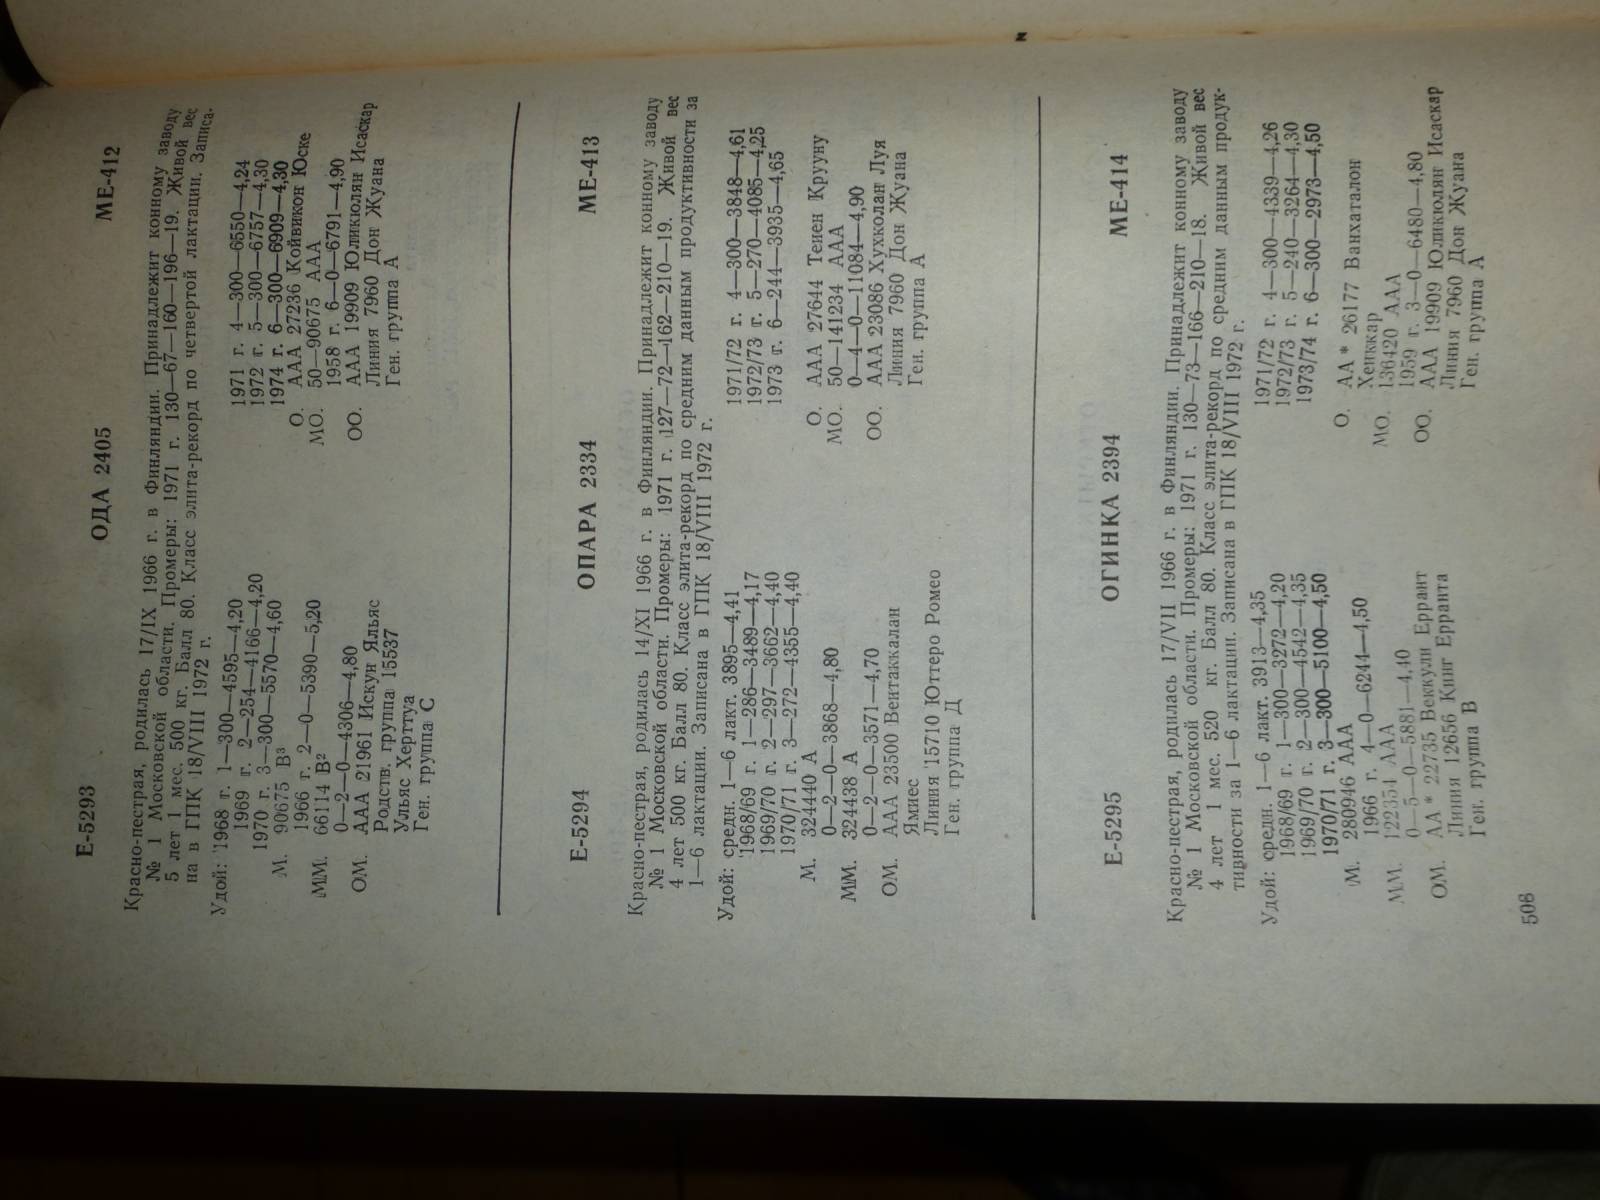 Е-5293 ОДА 2405 МЕ-412
Красно-пестрая, родилась 17/IX 1966 г. в Финляндии. Принадлежит конному заводу
№ 1 Московской области. Промеры: 1971 г. 130—67—160—196—19. Живой вес
5 лет 1 мес. 500 кг. Балл 80. Класс элита-рекорд по четвертой лактации. Записа-
на в ГПК 18/VIII 1972 г.
Удой: 1968 г. 1—300—4595—4,20
1969 г. 2—254—4166—4,20
1970 г. 3—300—5570—4,60
М. 90675 В³
1966 г. 2—0—5390—5,20
ММ. 66114 В²
0—2—0—4306—4,80
ОМ. ААА 21961 Искун Яльяс
Родств. группа 15537
Ульяс Хертуа
Ген. группа С
1971 г. 4—300—6550—4,24
1972 г. 5—300—6757—4,30
1974 г. 6—300—6909—4,30
О. ААА 27236 Койвикон Юске
МО. 50—90675 ААА
1958 г. 6—0—6791—4,90
ОО. ААА 19909 Юликюлян Исаскар
Линия 7960 Дон Жуана
Ген. группа А
Е-5294 ОПАРА 2334 МЕ-413
Красно-пестрая, родилась 14/XI 1966 г. в Финляндии. Принадлежит конному заводу
№ 1 Московской области. Промеры: 1971 г. 127—72—162—210—19. Живой вес
4 лет 500 кг. Балл 80. Класс элита-рекорд по средним данным продуктивности за
1—6 лактации. Записана в ГПК 18/VIII 1972 г.
Удой: средн. 1—6 лакт. 3895—4,41
1968/69 г. 1—286—3489—4,17
1969/70 г. 2—297—3662—4,40
1970/71 г. 3—272—4355—4,40
М. 324440 А
0—2—0—3868—4,80
ММ. 324438 А
0—2—0—3571—4,70
ОМ. ААА 23500 Вентаккалан
Ямиес
Линия 15710 Юттеро Ромео
Ген. группа Д
1971/72 г. 4—300—3848—4,61
1972/73 г. 5—270—4085—4,25
1973 г. 6—244—3935—4,65
О. ААА 27644 Теиен Крууну
МО. 50—141234 ААА
0—4—0—11084—4,90
ОО. ААА 23086 Хухколан Луя
Линия 7960 Дон Жуана
Ген. группа А
Е-5295 ОГИНКА 2394 МЕ-414
Красно-пестрая, родилась 17/VII 1966 г. в Финляндии. Принадлежит конному заводу
№ 1 Московской области. Промеры: 1971 г. 130—73—166—210—18. Живой вес
4 лет 1 мес. 520 кг. Балл 80. Класс элита-рекорд по средним данным продук-
тивности за 1—6 лактации. Записана в ГПК 18/VIII 1972 г.
Удой: средн. 1—6 лакт. 3913—4,35
1968/69 г. 1—300—3272—4,20
1969/70 г. 2—300—4542—4,35
1970/71 г. 3—300—5100—4,50
М. 280946 ААА
1966 г. 4—0—6244—4,50
ММ. 122354 ААА
0—5—0—5881—4,40
ОМ. АА * 22735 Веккули Еррант
Линия 12656 Кинг Ерранта
Ген. группа В
1971/72 г. 4—300—4339—4,26
1972/73 г. 5—240—3264—4,30
1973/74 г. 6—300—2973—4,50
О. АА * 26177 Ванхаталон
Хеиккар
МО. 136420 ААА
1959 г. 3—0—6480—4,80
ОО. ААА 19909 Юликюлян Исаскар
Линия 7960 Дон Жуана
Ген. группа А
506